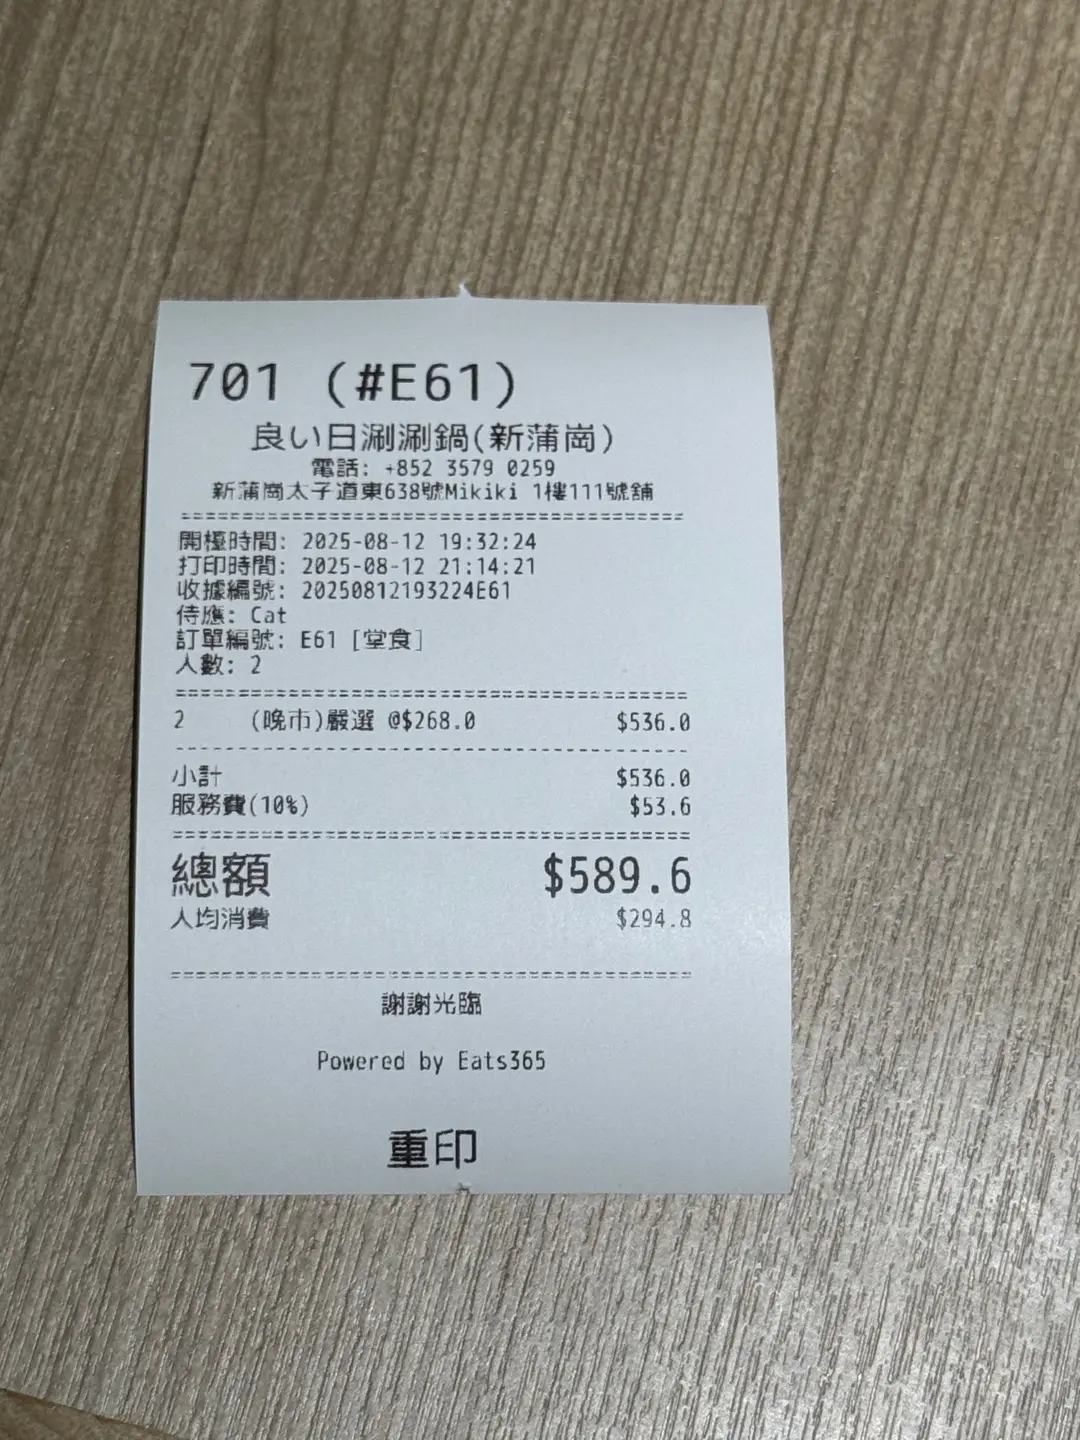 701 (#E61)
良い日涮涮鍋(新蒲崗)
電話: +852 3579 0259
新蒲崗太子道東638號Mikiki 1樓111號舖
開檯時間: 2025-08-12 19:32:24
打印時間: 2025-08-12 21:14:21
收據編號: 20250812193224E61
侍應: Cat
訂單編號: E61 [堂食]
人數: 2
2 (晚市)嚴選 @$268.0 $536.0
小計 $536.0
服務費(10%) $53.6
總額 $589.6
人均消費 $294.8
謝謝光臨
Powered by Eats365
重印